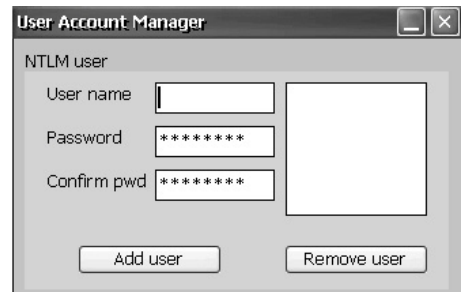 User Account Manager
NTLM user
User name
Password ********
Confirm pwd ********
Add user Remove user